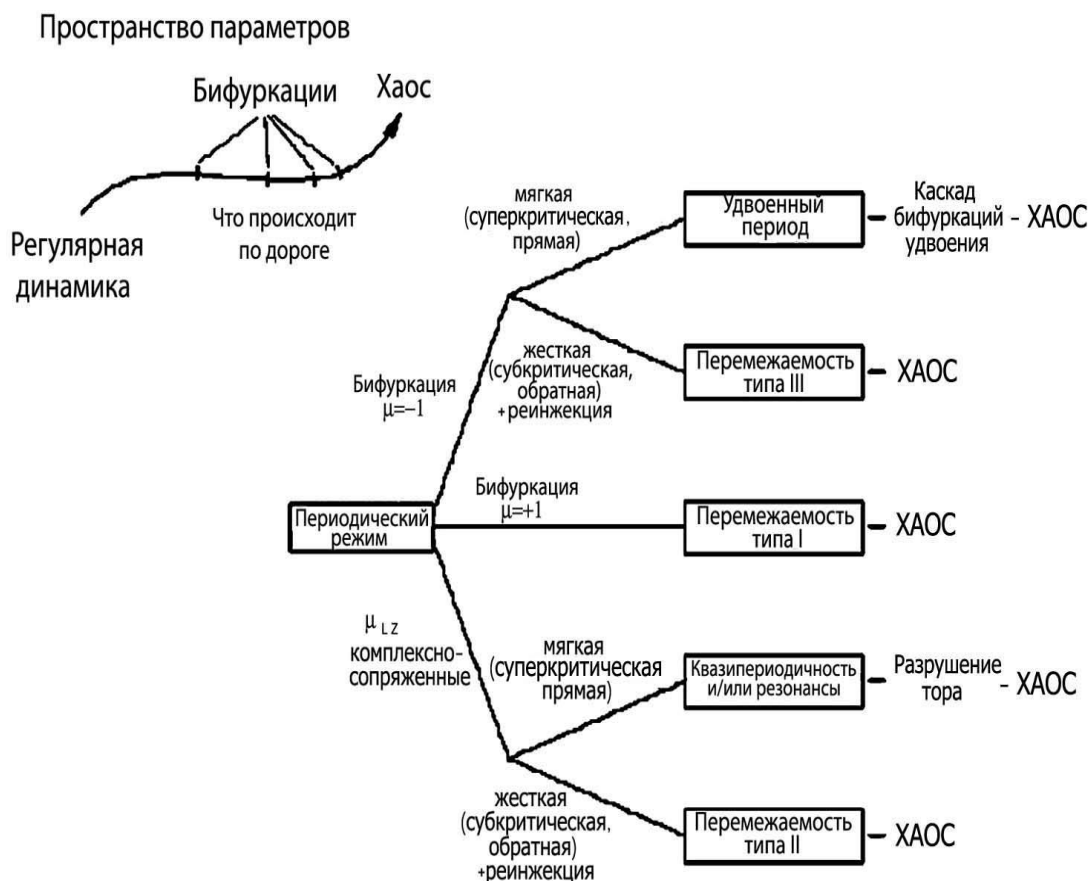 Пространство параметров
Бифуркации
Хаос
Что происходит
по дороге
Регулярная
динамика
мягкая
(суперкритическая,
прямая)
Удвоенный
период
Каскад
бифуркаций
удвоения
– ХАОС
жесткая
(субкритическая,
обратная)
+реинжекция
Перемежаемость
типа III
ХАОС
Бифуркация
μ=–1
Бифуркация
μ=+1
Периодический
режим
Перемежаемость
типа I
ХАОС
μ LZ
комплексно-
сопряженные
мягкая
(суперкритическая
прямая)
Квазипериодичность
и/или резонансы
Разрушение
тора
– ХАОС
жесткая
(субкритическая,
обратная)
+реинжекция
Перемежаемость
типа II
ХАОС